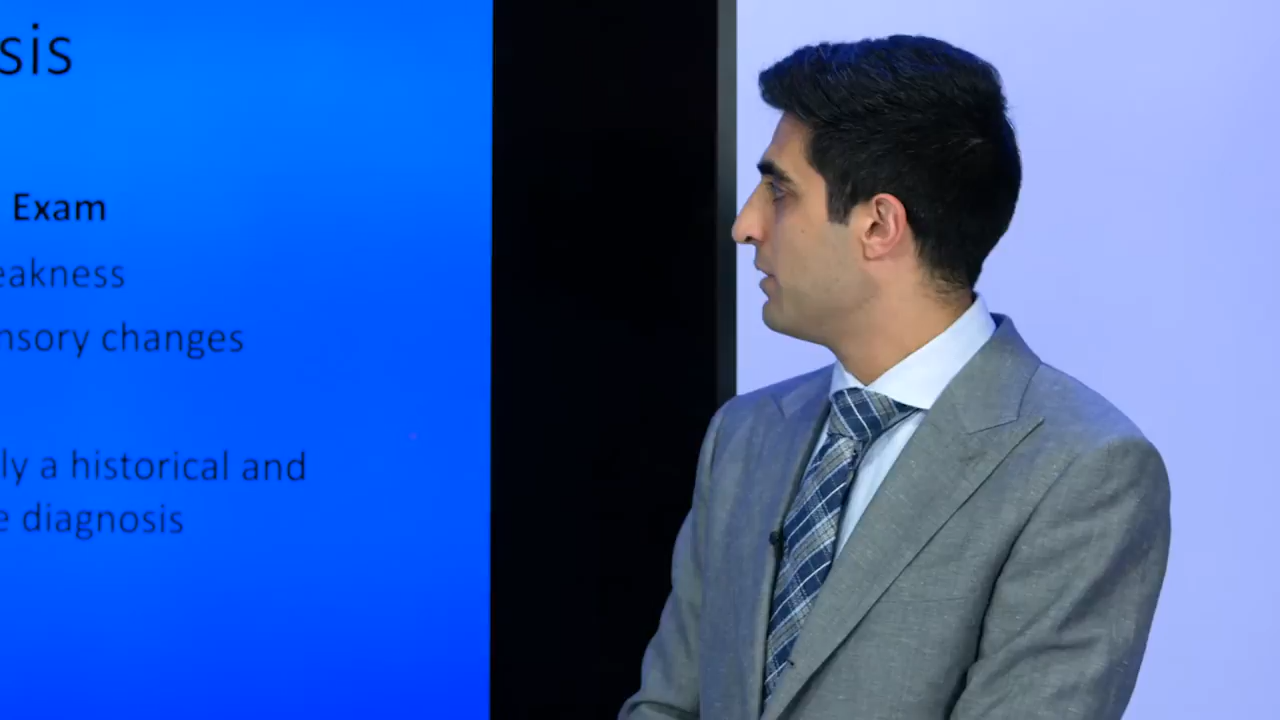 sis
Exam
eakness
nsory changes
ly a historical and
e diagnosis